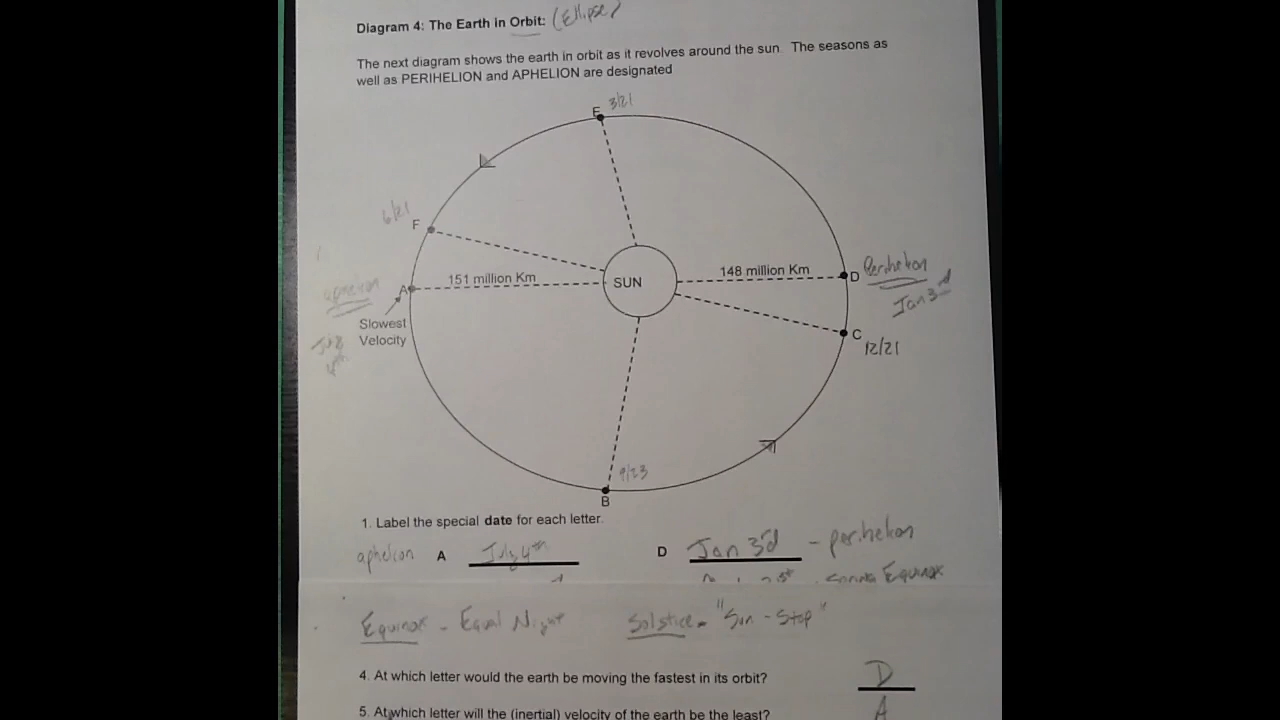 Diagram 4: The Earth in Orbit: (Ellipse)
The next diagram shows the earth in orbit as it revolves around the sun. The seasons as
well as PERIHELION and APHELION are designated
E 3/21
6/21
F
151 million Km
SUN
148 million Km
D Perihelion
Jan 3rd
aphelion
A
Slowest
Velocity
July
4th
C
12/21
9/23
B
1. Label the special date for each letter.
aphelion A July 4th D Jan 3rd - perihelion
Equinox
Equinox - Equal Night Solstice = "Sun - Stop"
4. At which letter would the earth be moving the fastest in its orbit? D
5. At which letter will the (inertial) velocity of the earth be the least? A